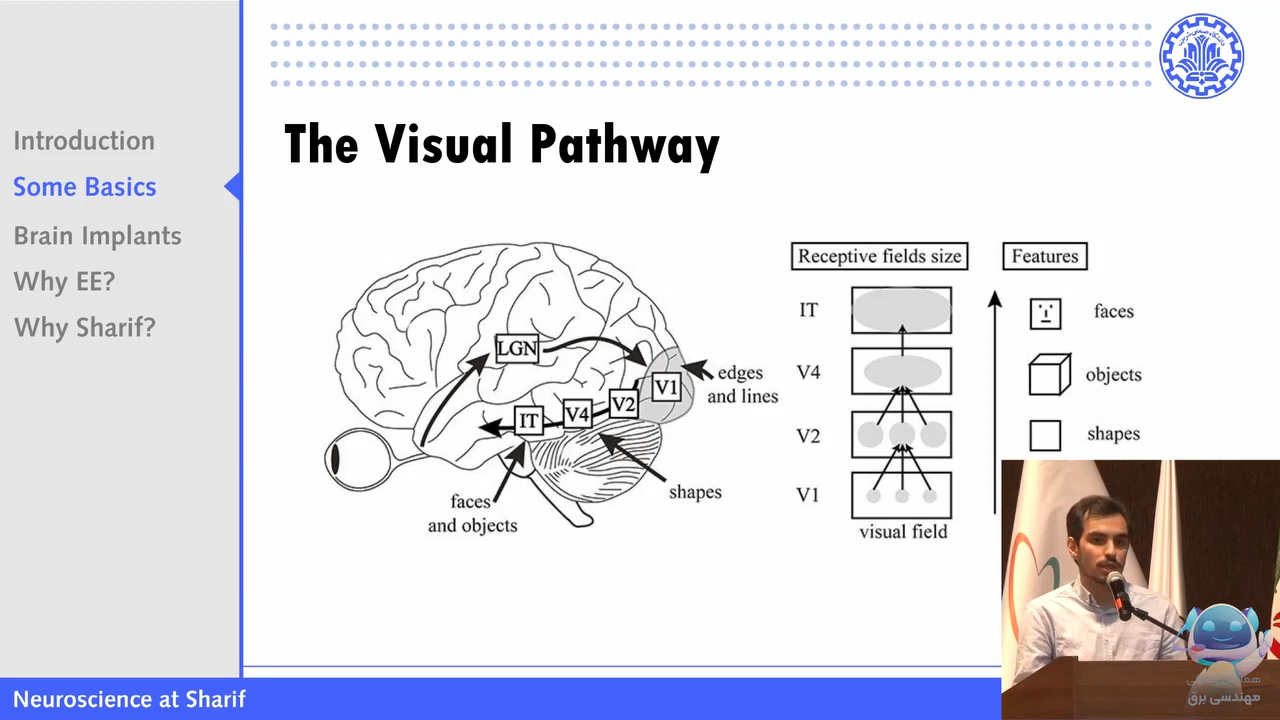 The Visual Pathway
Introduction
Some Basics
Brain Implants
Why EE?
Why Sharif?
LGN
V1
V2
V4
IT
edges
and lines
shapes
faces
and objects
Receptive fields size
IT
V4
V2
V1
visual field
Features
faces
objects
shapes
Neuroscience at Sharif
مهندسی برق